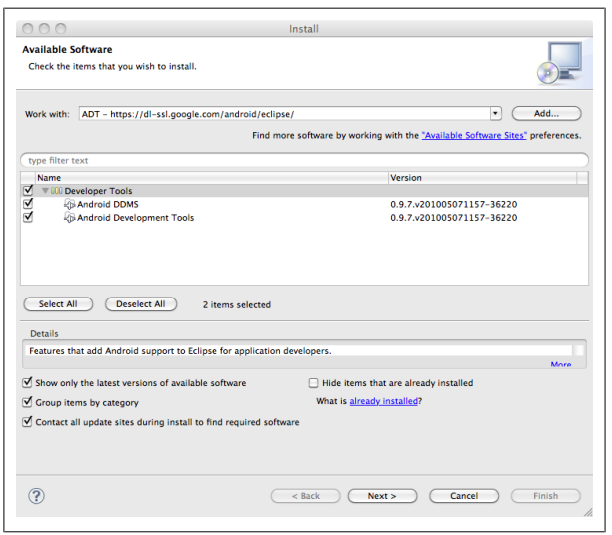 Install
Available Software
Check the items that you wish to install.
Work with: ADT - https://dl-ssl.google.com/android/eclipse/ Add...
Find more software by working with the "Available Software Sites" preferences.
type filter text
Name Version
Developer Tools
Android DDMS 0.9.7.v201005071157-36220
Android Development Tools 0.9.7.v201005071157-36220
Select All Deselect All 2 items selected
Details
Features that add Android support to Eclipse for application developers.
More
Show only the latest versions of available software Hide items that are already installed
Group items by category What is already installed?
Contact all update sites during install to find required software
? < Back Next > Cancel Finish